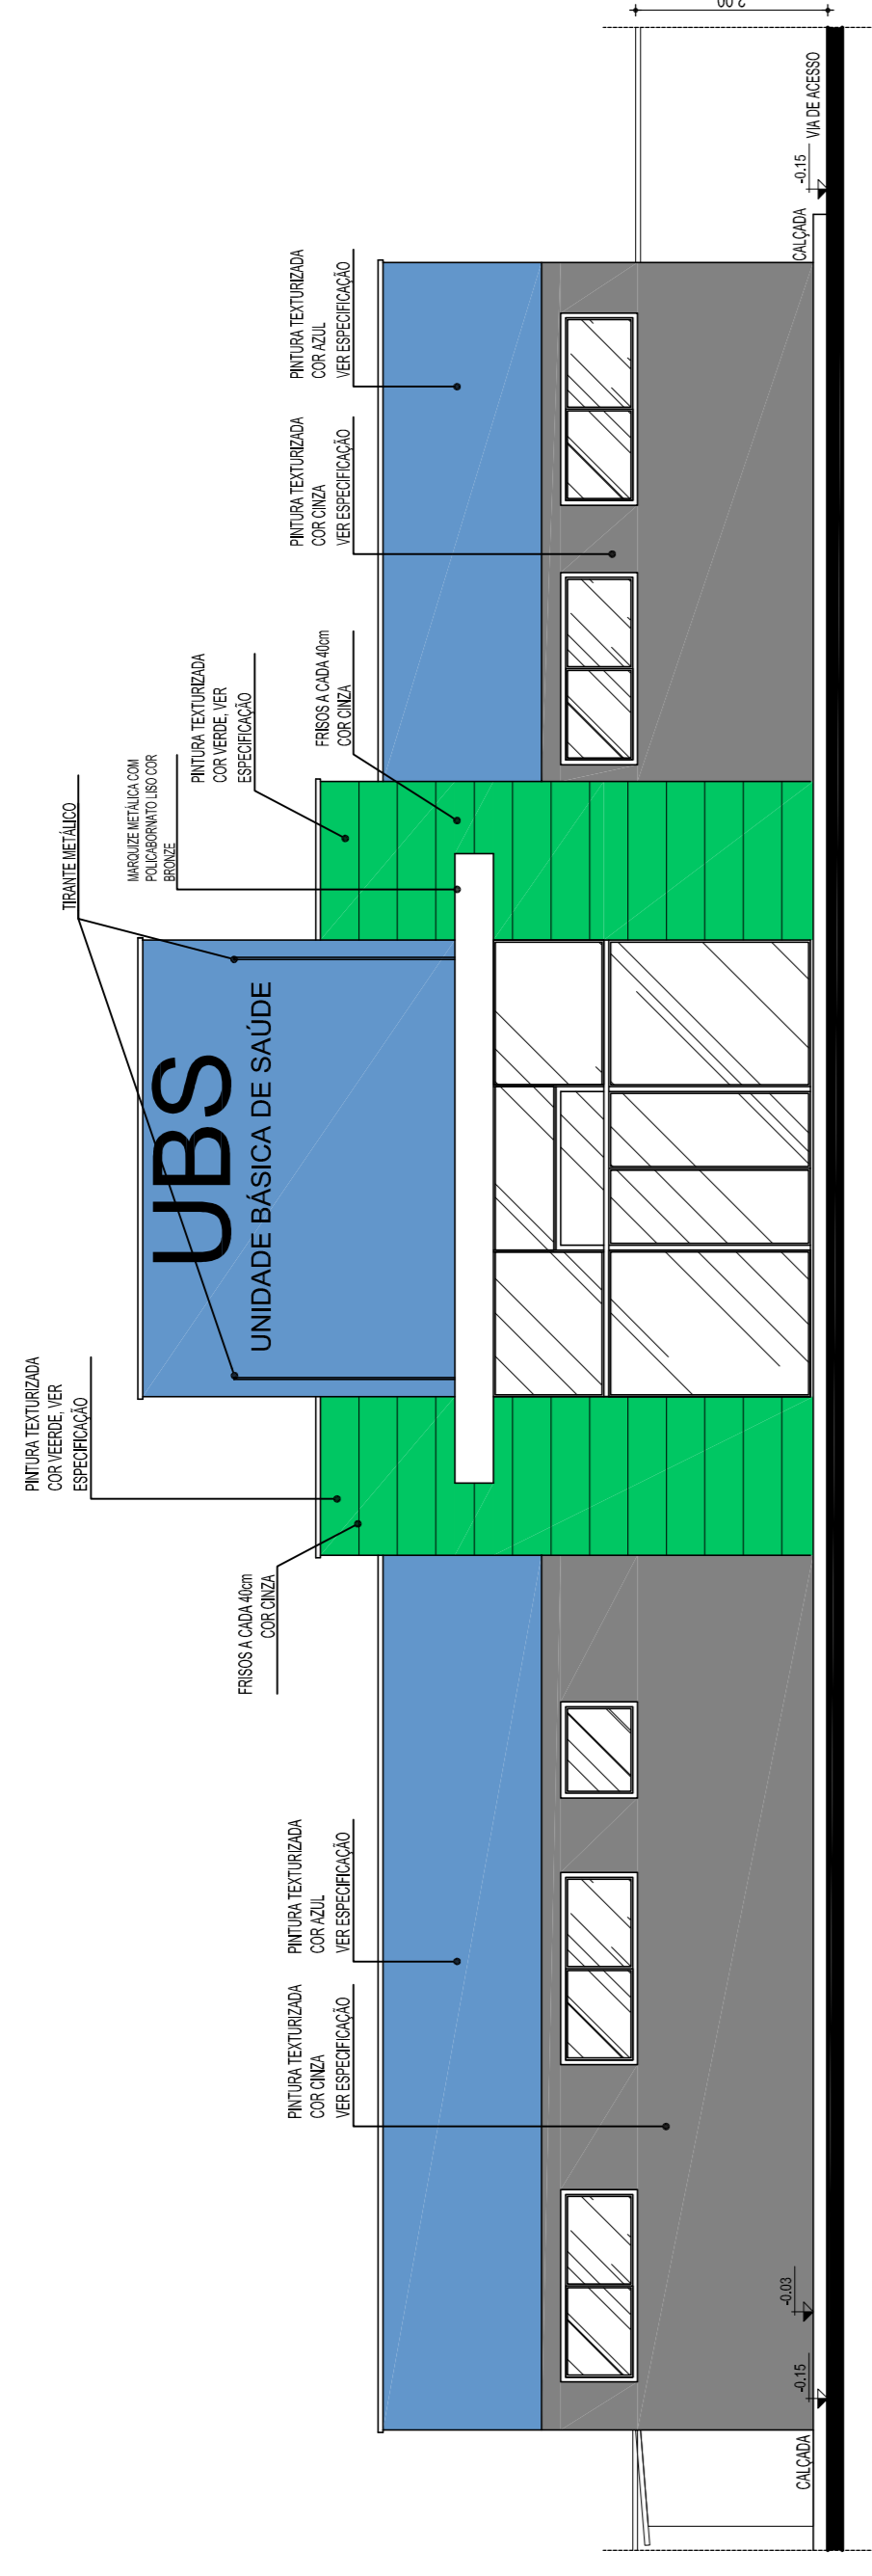 PINTURA TEXTURIZADA
COR VEERDE, VER
ESPECIFICAÇÃO
TIRANTE METÁLICO
MARQUIZE METÁLICA COM
POLICABORNATO LISO COR
BRONZE
PINTURA TEXTURIZADA
COR VERDE, VER
ESPECIFICAÇÃO
UBS
UNIDADE BÁSICA DE SAÚDE
FRISOS A CADA 40cm
COR CINZA
FRISOS A CADA 40cm
COR CINZA
PINTURA TEXTURIZADA
COR CINZA
VER ESPECIFICAÇÃO
PINTURA TEXTURIZADA
COR AZUL
VER ESPECIFICAÇÃO
PINTURA TEXTURIZADA
COR CINZA
VER ESPECIFICAÇÃO
PINTURA TEXTURIZADA
COR AZUL
VER ESPECIFICAÇÃO
2.00
CALÇADA
-0.15
-0.03
CALÇADA
-0.15
VIA DE ACESSO